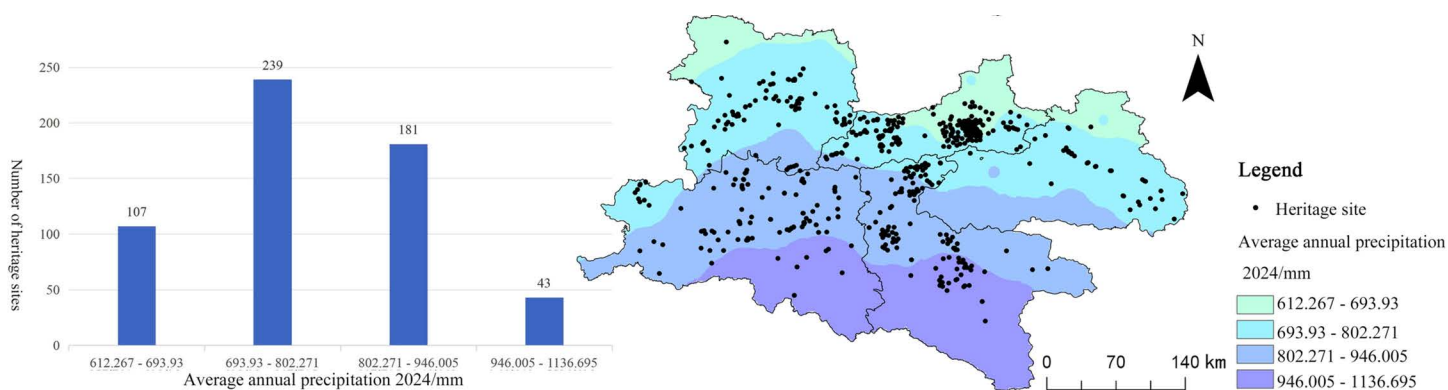 250
200
150
100
50
0
Number of heritage sites
107
239
181
43
612.267 - 693.93
693.93 - 802.271
802.271 - 946.005
946.005 - 1136.695
Average annual precipitation 2024/mm
N
Legend
Heritage site
Average annual precipitation
2024/mm
612.267 - 693.93
693.93 - 802.271
802.271 - 946.005
946.005 - 1136.695
0 70 140 km